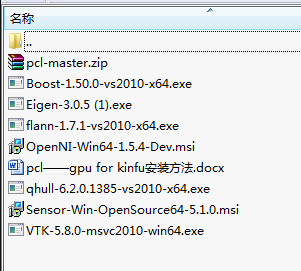 名称
..
pcl-master.zip
Boost-1.50.0-vs2010-x64.exe
Eigen-3.0.5 (1).exe
flann-1.7.1-vs2010-x64.exe
OpenNI-Win64-1.5.4-Dev.msi
pcl——gpu for kinfu安装方法.docx
qhull-6.2.0.1385-vs2010-x64.exe
Sensor-Win-OpenSource64-5.1.0.msi
VTK-5.8.0-msvc2010-win64.exe